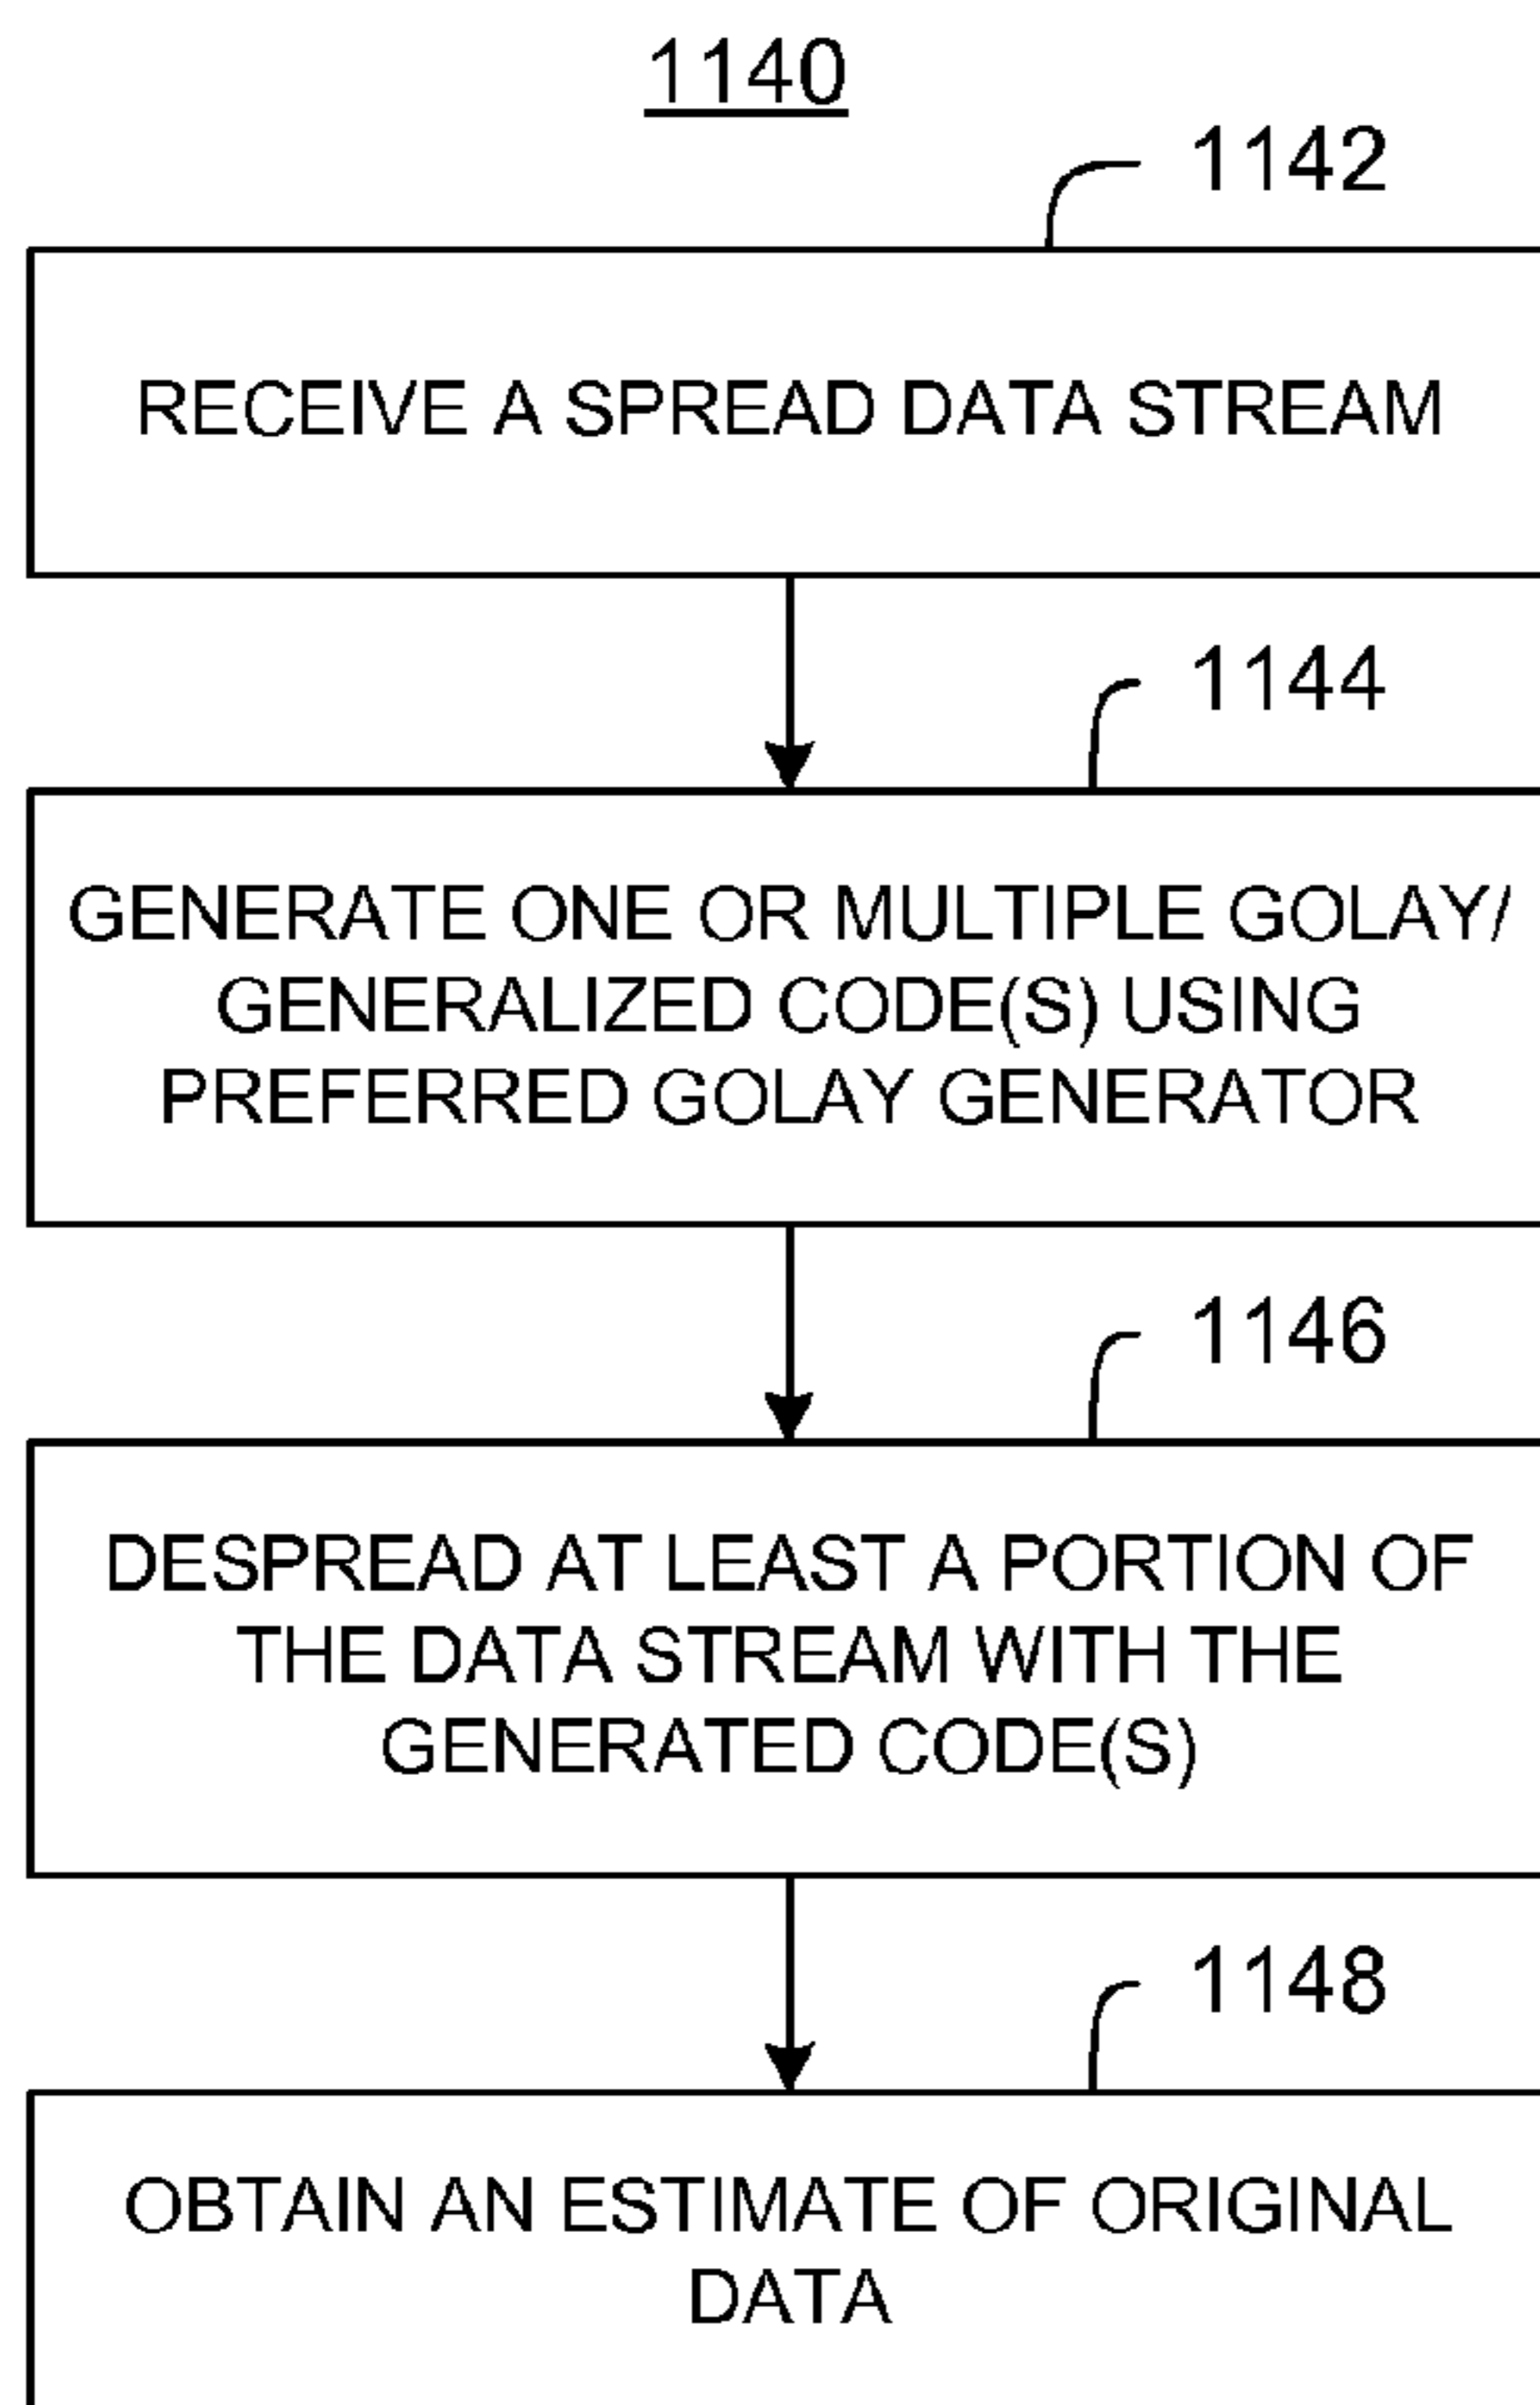 1140
1142
RECEIVE A SPREAD DATA STREAM
1144
GENERATE ONE OR MULTIPLE GOLAY/
GENERALIZED CODE(S) USING
PREFERRED GOLAY GENERATOR
1146
DESPREAD AT LEAST A PORTION OF
THE DATA STREAM WITH THE
GENERATED CODE(S)
1148
OBTAIN AN ESTIMATE OF ORIGINAL
DATA